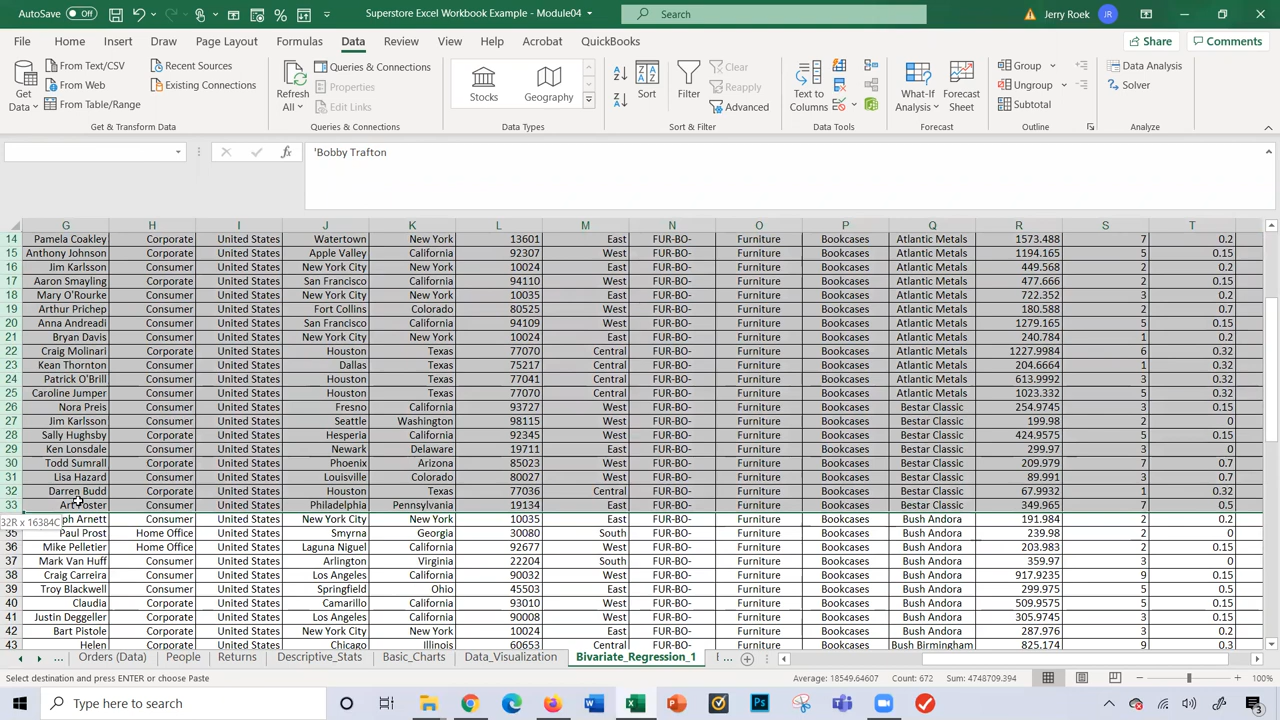 AutoSave Off Superstore Excel Workbook Example - Module04 Search Jerry Roek JR
File Home Insert Draw Page Layout Formulas Data Review View Help Acrobat QuickBooks Share Comments
Get Data From Text/CSV From Web From Table/Range Recent Sources Existing Connections Refresh All Queries & Connections Properties Edit Links Stocks Geography Sort Filter Clear Reapply Advanced Text to Columns What-If Analysis Forecast Sheet Group Ungroup Subtotal Data Analysis Solver
Get & Transform Data Queries & Connections Data Types Sort & Filter Data Tools Forecast Outline Analyze
fx 'Bobby Trafton
G H I J K L M N O P Q R S T
14 Pamela Coakley Corporate United States Watertown New York 13601 East FUR-BO- Furniture Bookcases Atlantic Metals 1573.488 7 0.2
15 Anthony Johnson Corporate United States Apple Valley California 92307 West FUR-BO- Furniture Bookcases Atlantic Metals 1194.165 5 0.15
16 Jim Karlsson Consumer United States New York City New York 10024 East FUR-BO- Furniture Bookcases Atlantic Metals 449.568 2 0.2
17 Aaron Smayling Corporate United States San Francisco California 94110 West FUR-BO- Furniture Bookcases Atlantic Metals 477.666 2 0.15
18 Mary O'Rourke Consumer United States New York City New York 10035 East FUR-BO- Furniture Bookcases Atlantic Metals 722.352 3 0.2
19 Arthur Prichep Consumer United States Fort Collins Colorado 80525 West FUR-BO- Furniture Bookcases Atlantic Metals 180.588 3 0.7
20 Anna Andreadi Consumer United States San Francisco California 94109 West FUR-BO- Furniture Bookcases Atlantic Metals 1279.165 5 0.15
21 Bryan Davis Consumer United States New York City New York 10024 East FUR-BO- Furniture Bookcases Atlantic Metals 240.784 1 0.2
22 Craig Molinari Corporate United States Houston Texas 77070 Central FUR-BO- Furniture Bookcases Atlantic Metals 1227.9984 6 0.32
23 Kean Thornton Consumer United States Dallas Texas 75217 Central FUR-BO- Furniture Bookcases Atlantic Metals 204.6664 1 0.32
24 Patrick O'Brill Consumer United States Houston Texas 77041 Central FUR-BO- Furniture Bookcases Atlantic Metals 613.9992 3 0.32
25 Caroline Jumper Consumer United States Houston Texas 77070 Central FUR-BO- Furniture Bookcases Atlantic Metals 1023.332 5 0.32
26 Nora Preis Consumer United States Fresno California 93727 West FUR-BO- Furniture Bookcases Bestar Classic 254.9745 3 0.15
27 Jim Karlsson Consumer United States Seattle Washington 98115 West FUR-BO- Furniture Bookcases Bestar Classic 199.98 2 0
28 Sally Hughsby Corporate United States Hesperia California 92345 West FUR-BO- Furniture Bookcases Bestar Classic 424.9575 5 0.15
29 Ken Lonsdale Consumer United States Newark Delaware 19711 East FUR-BO- Furniture Bookcases Bestar Classic 299.97 3 0
30 Todd Sumrall Corporate United States Phoenix Arizona 85023 West FUR-BO- Furniture Bookcases Bestar Classic 209.979 7 0.7
31 Lisa Hazard Consumer United States Louisville Colorado 80027 West FUR-BO- Furniture Bookcases Bestar Classic 89.991 3 0.7
32 Darren Budd Corporate United States Houston Texas 77036 Central FUR-BO- Furniture Bookcases Bestar Classic 67.9932 1 0.32
33 Art Foster Consumer United States Philadelphia Pennsylvania 19134 East FUR-BO- Furniture Bookcases Bestar Classic 349.965 7 0.5
32R x 16384C ph Arnett Consumer United States New York City New York 10035 East FUR-BO- Furniture Bookcases Bush Andora 191.984 2 0.2
35 Paul Prost Home Office United States Smyrna Georgia 30080 South FUR-BO- Furniture Bookcases Bush Andora 239.98 2 0
36 Mike Pelletier Home Office United States Laguna Niguel California 92677 West FUR-BO- Furniture Bookcases Bush Andora 203.983 2 0.15
37 Mark Van Huff Consumer United States Arlington Virginia 22204 South FUR-BO- Furniture Bookcases Bush Andora 359.97 3 0
38 Craig Carreira Consumer United States Los Angeles California 90032 West FUR-BO- Furniture Bookcases Bush Andora 917.9235 9 0.15
39 Troy Blackwell Consumer United States Springfield Ohio 45503 East FUR-BO- Furniture Bookcases Bush Andora 299.975 5 0.5
40 Claudia Corporate United States Camarillo California 93010 West FUR-BO- Furniture Bookcases Bush Andora 509.9575 5 0.15
41 Justin Deggeller Corporate United States Los Angeles California 90008 West FUR-BO- Furniture Bookcases Bush Andora 305.9745 3 0.15
42 Bart Pistole Corporate United States New York City New York 10024 East FUR-BO- Furniture Bookcases Bush Andora 287.976 3 0.2
43 Helen Consumer United States Chicago Illinois 60653 Central FUR-BO- Furniture Bookcases Bush Birmingham 825.174 9 0.3
... Orders (Data) People Returns Descriptive_Stats Basic_Charts Data_Visualization Bivariate_Regression_1 ...
Select destination and press ENTER or choose Paste Average: 18549.64607 Count: 672 Sum: 4748709.394 100%
Type here to search 3